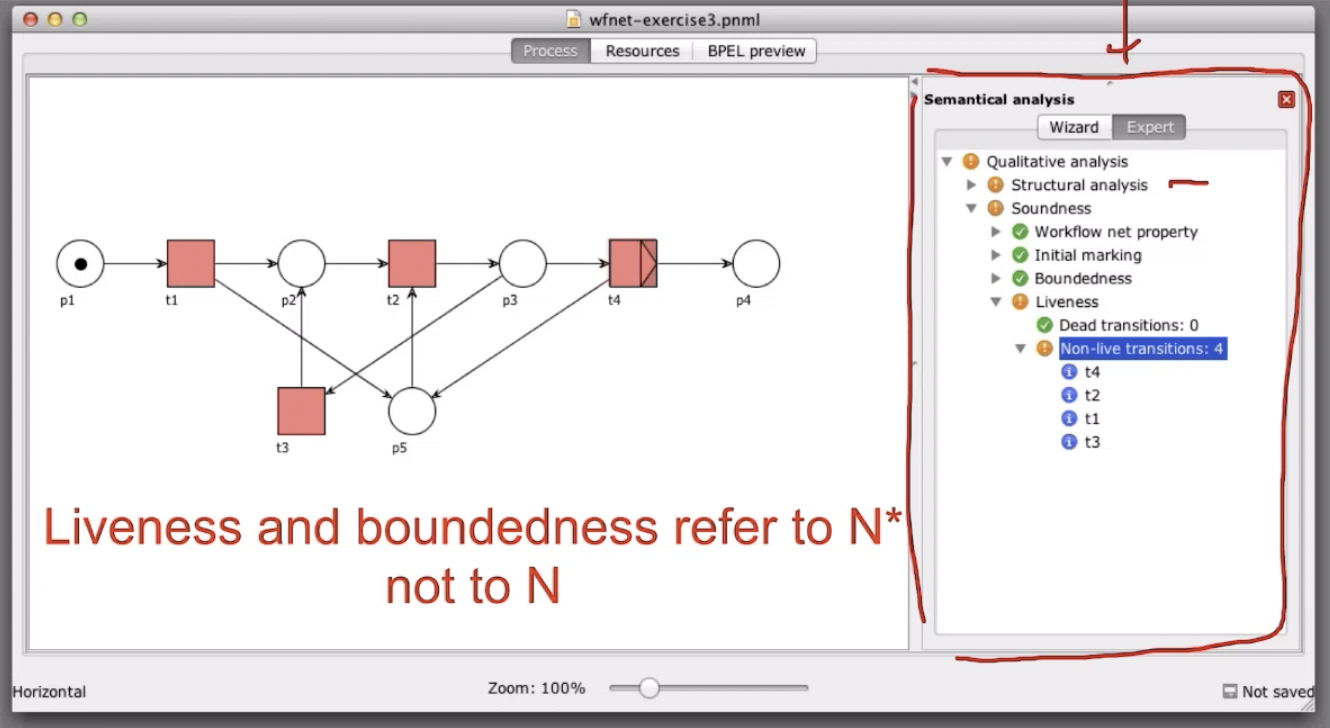 wfnet-exercise3.pnml
Process Resources BPEL preview
Semantical analysis
Wizard Expert
Qualitative analysis
Structural analysis
Soundness
Workflow net property
Initial marking
Boundedness
Liveness
Dead transitions: 0
Non-live transitions: 4
t4
t2
t1
t3
p1 t1 p2 t2 p3 t4 p4
t3 p5
Liveness and boundedness refer to N*
not to N
Horizontal Zoom: 100% Not saved